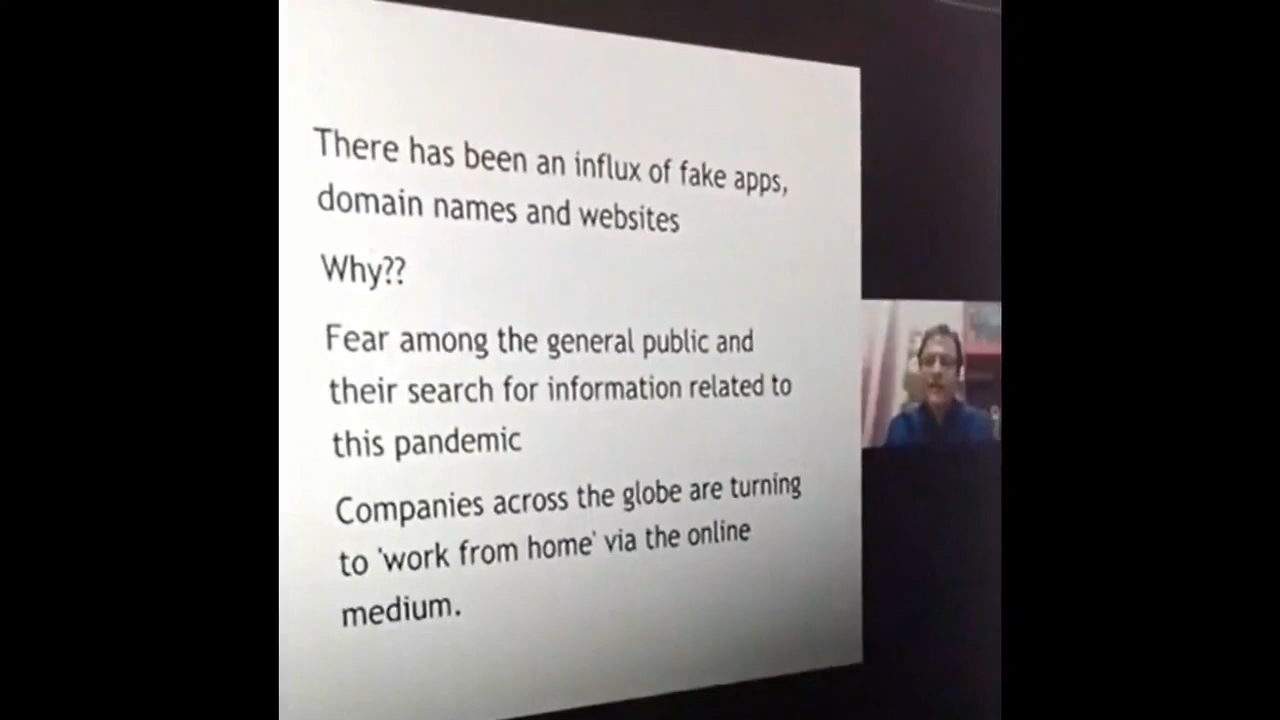 There has been an influx of fake apps,
domain names and websites
Why??
Fear among the general public and
their search for information related to
this pandemic
Companies across the globe are turning
to 'work from home' via the online
medium.